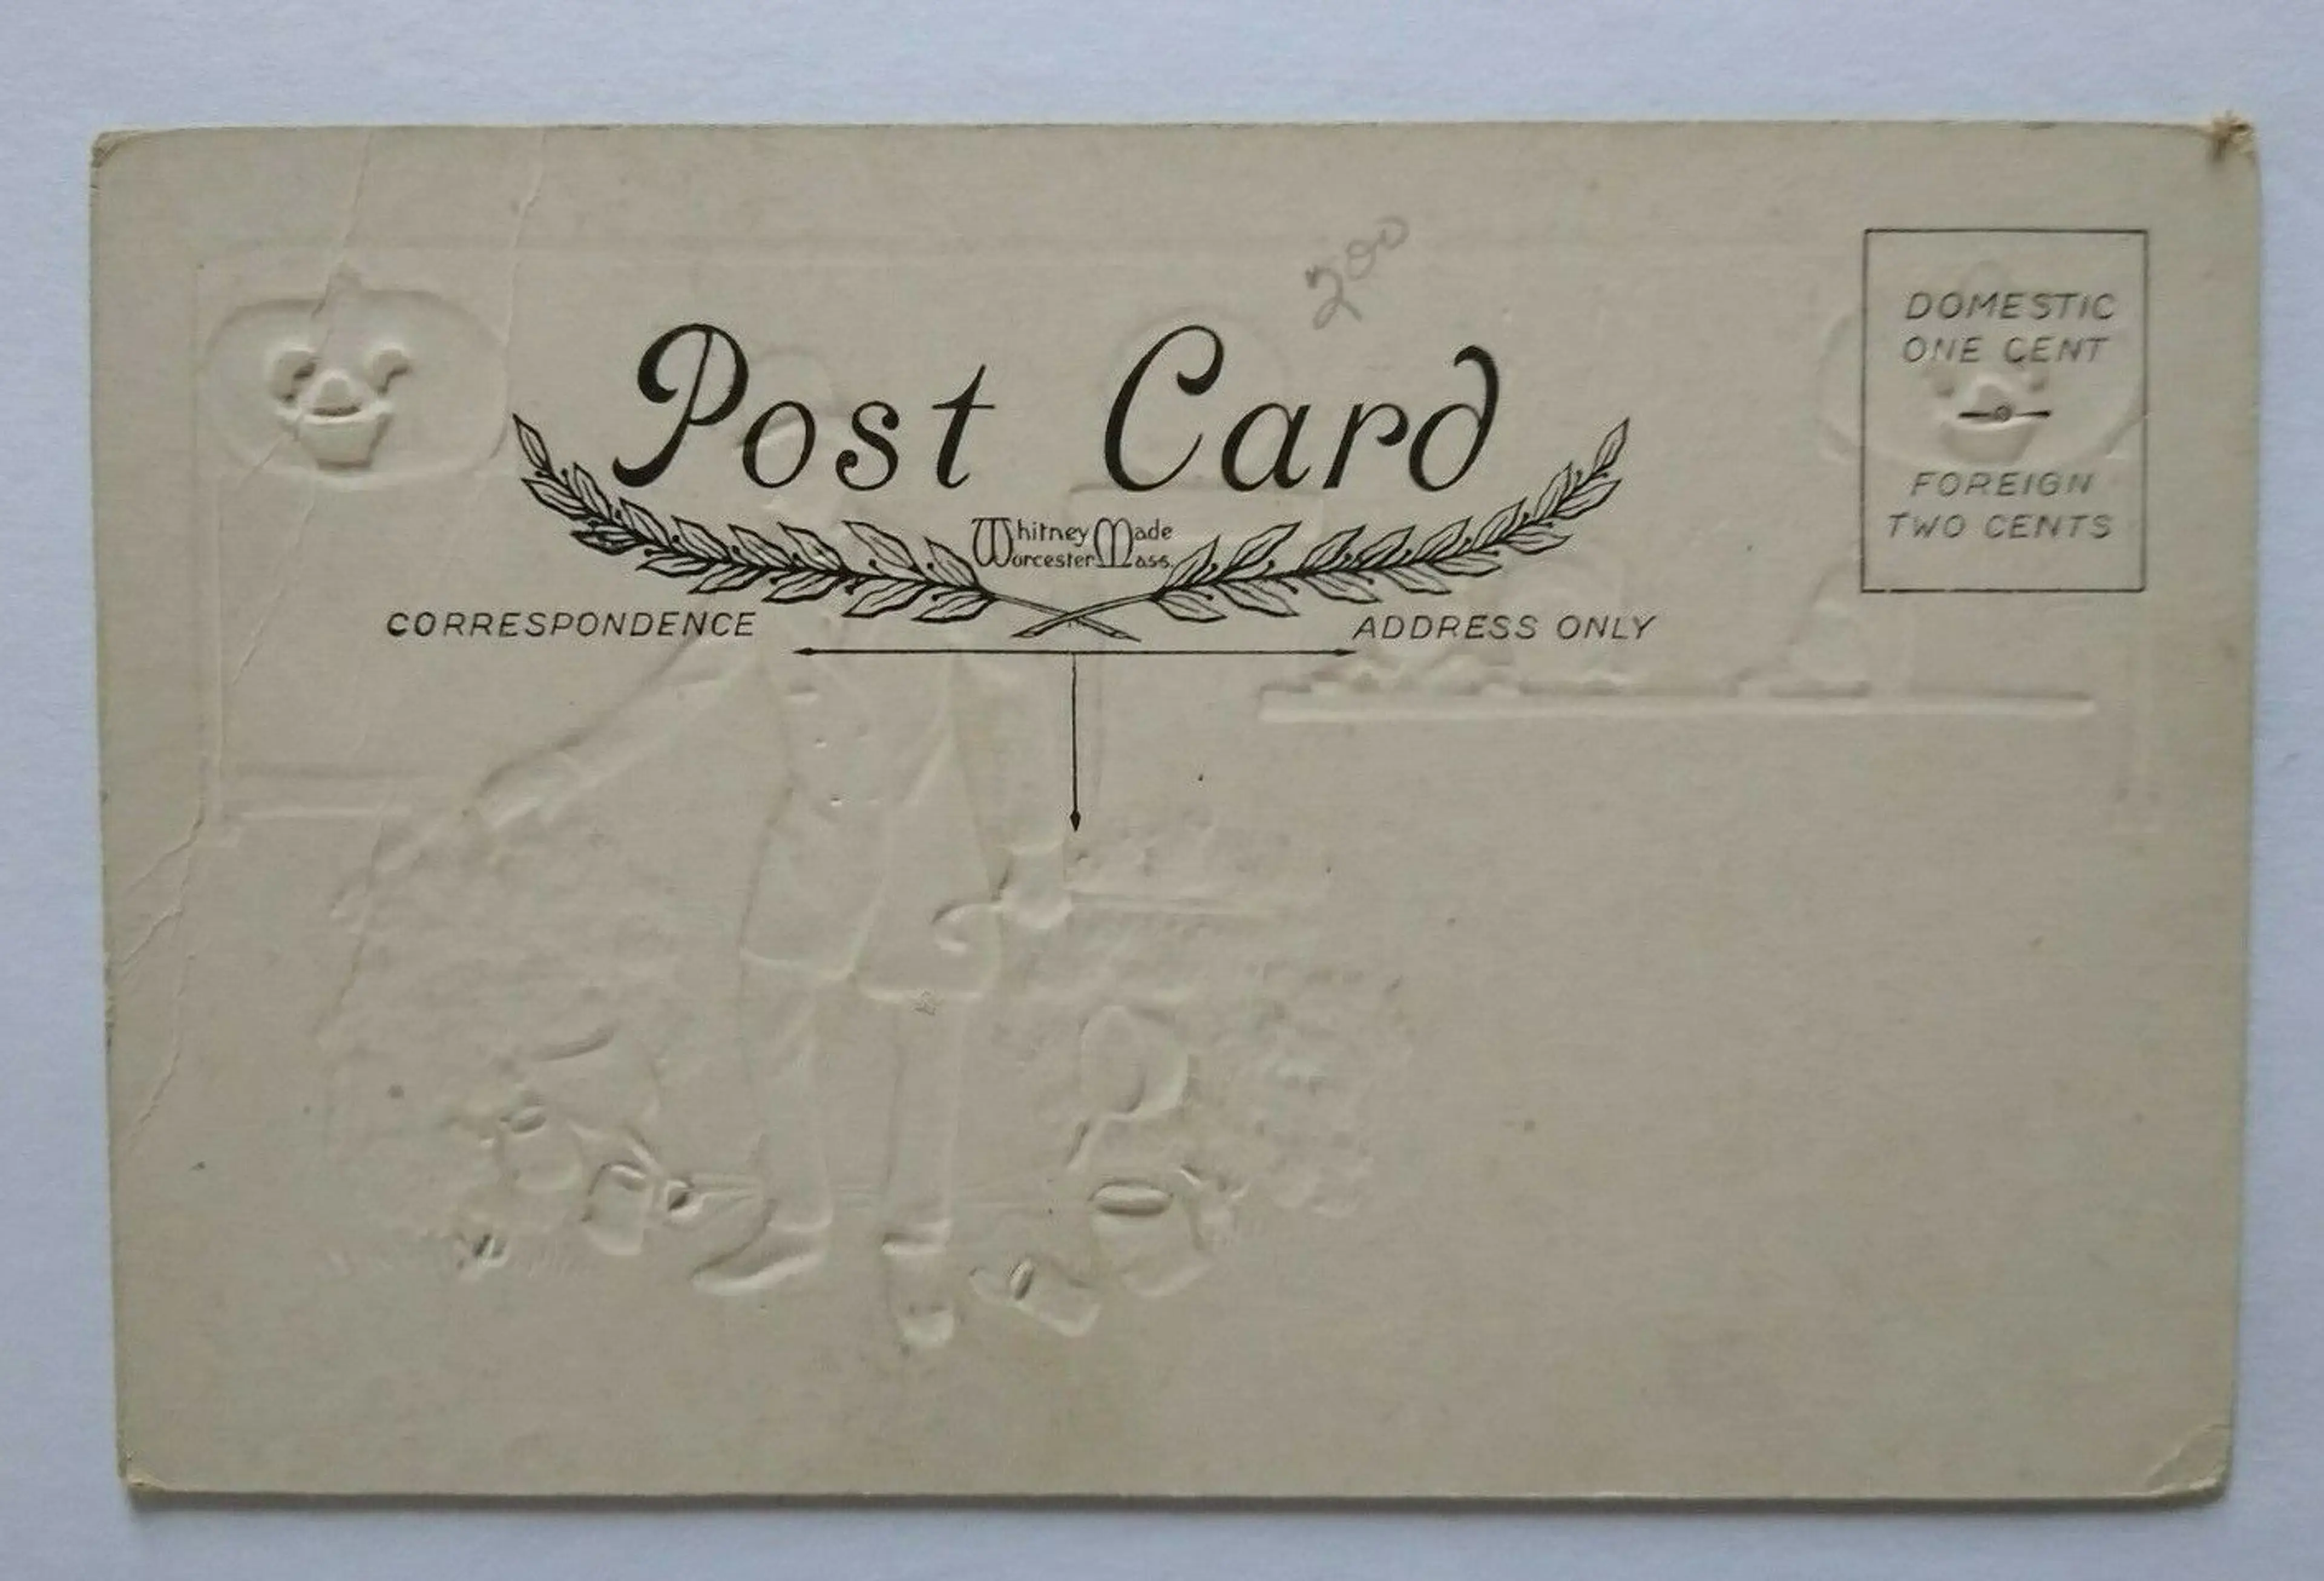 200
Post Card
Whitney Made
Worcester Mass.
CORRESPONDENCE
ADDRESS ONLY
DOMESTIC
ONE CENT
FOREIGN
TWO CENTS